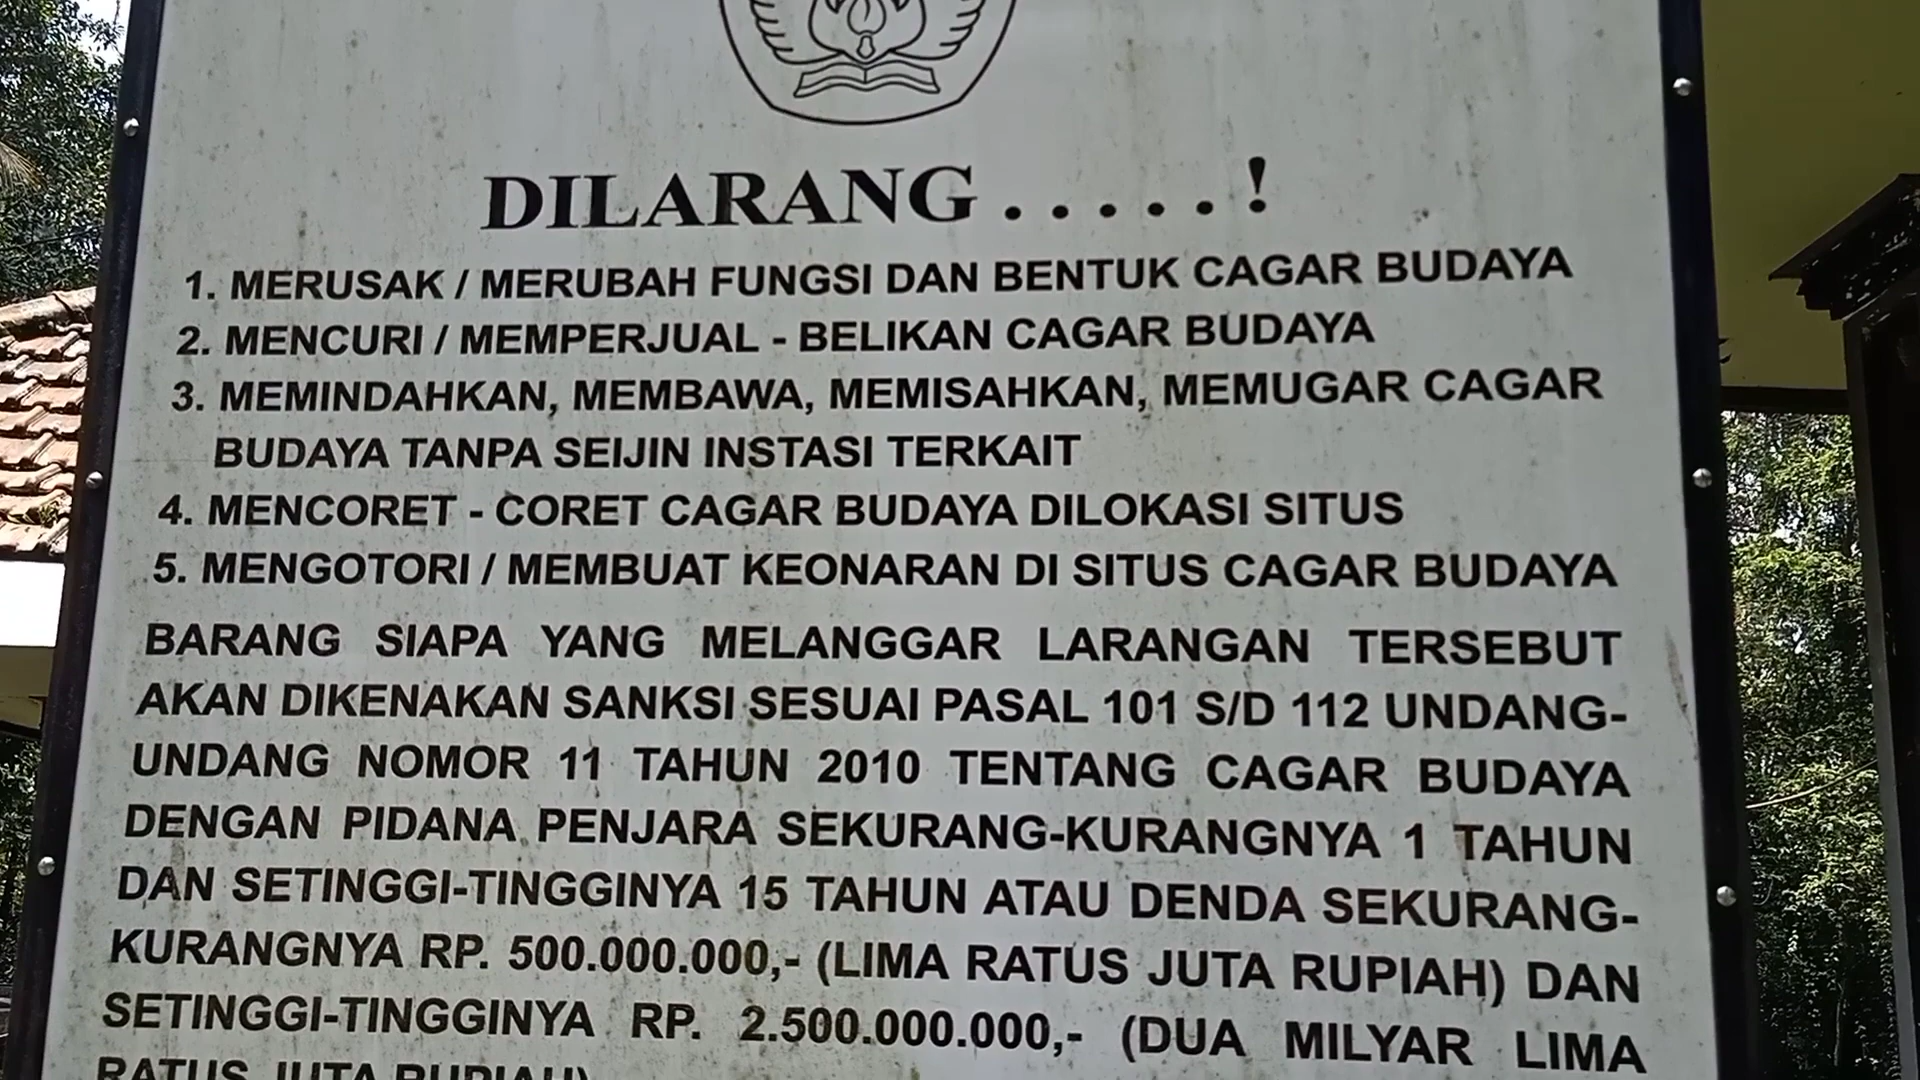 DILARANG . . . . . !
1. MERUSAK / MERUBAH FUNGSI DAN BENTUK CAGAR BUDAYA
2. MENCURI / MEMPERJUAL - BELIKAN CAGAR BUDAYA
3. MEMINDAHKAN, MEMBAWA, MEMISAHKAN, MEMUGAR CAGAR
BUDAYA TANPA SEIJIN INSTASI TERKAIT
4. MENCORET - CORET CAGAR BUDAYA DILOKASI SITUS
5. MENGOTORI / MEMBUAT KEONARAN DI SITUS CAGAR BUDAYA
BARANG SIAPA YANG MELANGGAR LARANGAN TERSEBUT
AKAN DIKENAKAN SANKSI SESUAI PASAL 101 S/D 112 UNDANG-
UNDANG NOMOR 11 TAHUN 2010 TENTANG CAGAR BUDAYA
DENGAN PIDANA PENJARA SEKURANG-KURANGNYA 1 TAHUN
DAN SETINGGI-TINGGINYA 15 TAHUN ATAU DENDA SEKURANG-
KURANGNYA RP. 500.000.000,- (LIMA RATUS JUTA RUPIAH) DAN
SETINGGI-TINGGINYA RP. 2.500.000.000,- (DUA MILYAR LIMA
RATUS JUTA RUPIAH)